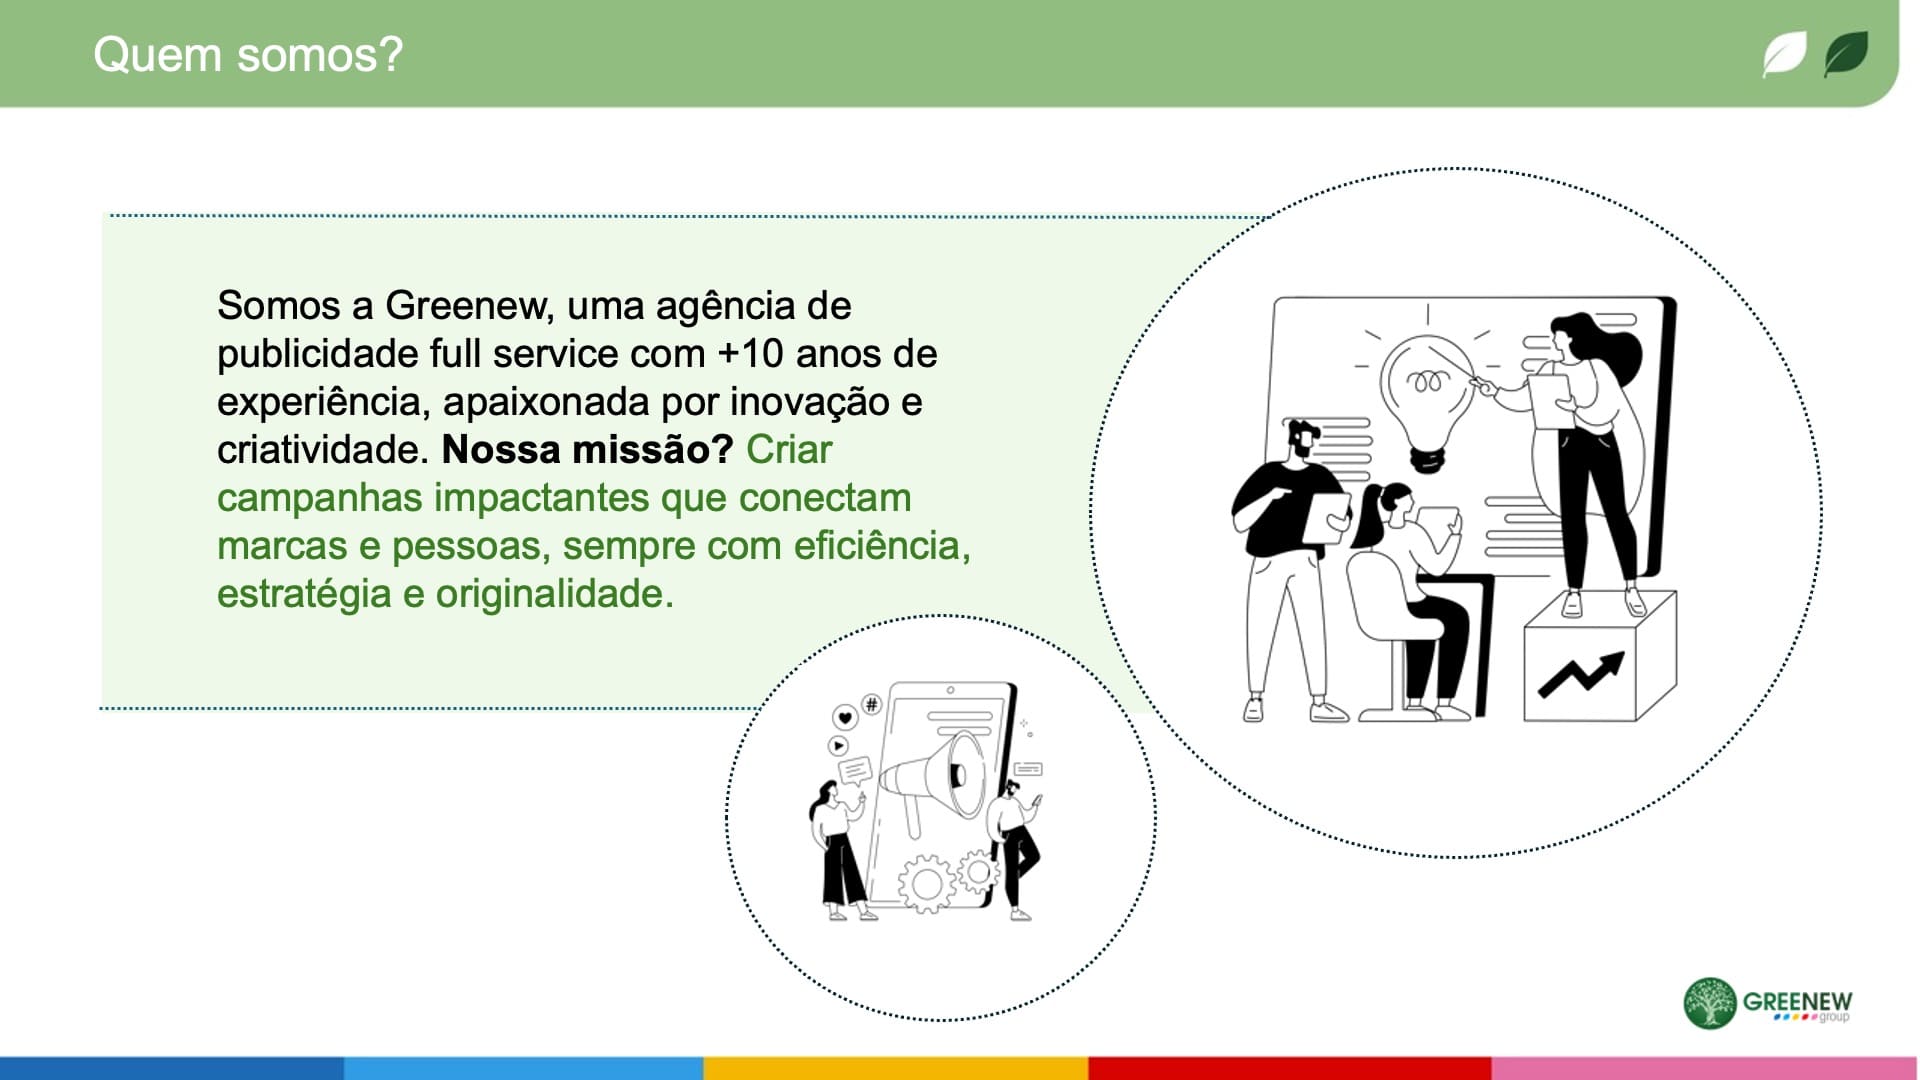 Quem somos?
Somos a Greenew, uma agência de
publicidade full service com +10 anos de
experiência, apaixonada por inovação e
criatividade. Nossa missão? Criar
campanhas impactantes que conectam
marcas e pessoas, sempre com eficiência,
estratégia e originalidade.
#
GREENEW
group